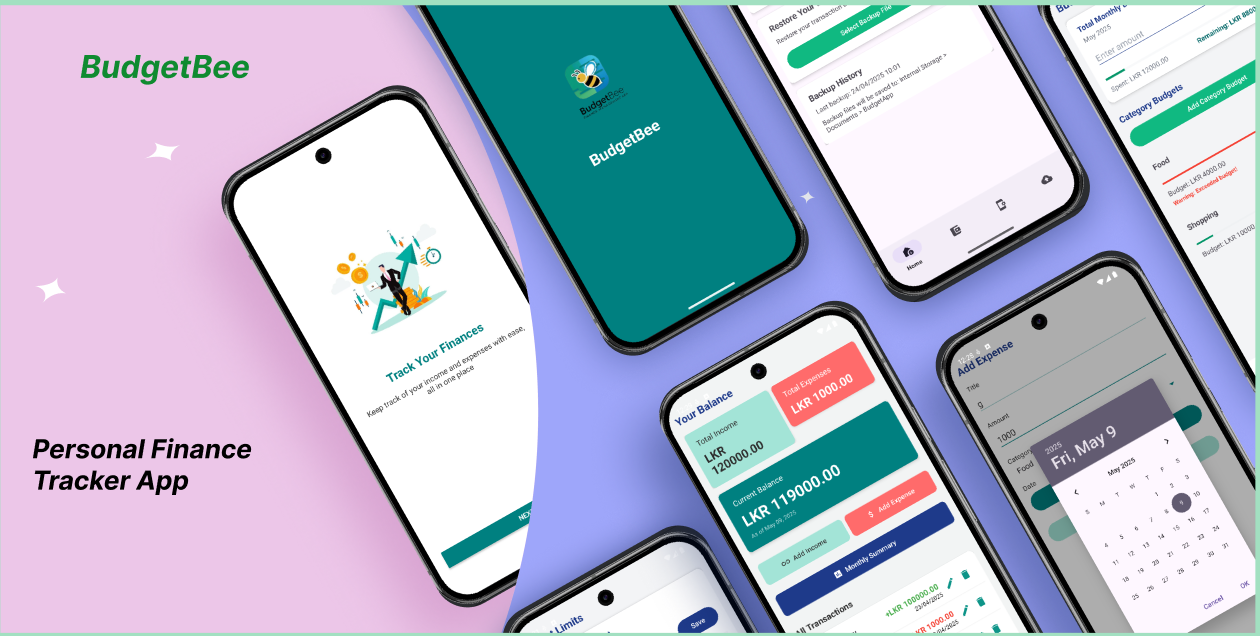 BudgetBee
Personal Finance
Tracker App
Track Your Finances
Keep track of your income and expenses with ease,
all in one place
BudgetBee
BudgetBee
Restore Your
Restore your transaction
Select Backup File
Backup History
Last backup: 24/04/2025 10:01
Backup files will be saved to: Internal Storage >
Documents > BudgetApp
Home
Total Monthly
May 2025
Enter amount
Spent: LKR 12000.00
Remaining: LKR
Category Budgets
Add Category Budget
Food
Budget: LKR 4000.00
Warning: Exceeded budget!
Shopping
Budget: LKR 10000
Limits
Save
Your Balance
Total Income
LKR
120000.00
Total Expenses
LKR 1000.00
Current Balance
LKR 119000.00
As of May 09, 2025
Add Income
$ Add Expense
Monthly Summary
All Transactions
+LKR 100000.00
23/04/2025
LKR 1000.00
/04/2025
Add Expense
Title
g
Amount
1000
Category
Food
Date
2025
Fri, May 9
May 2025
S M T W T F S
1 2 3
4 5 6 7 8 9 10
11 12 13 14 15 16 17
18 19 20 21 22 23 24
25 26 27 28 29 30 31
Cancel OK